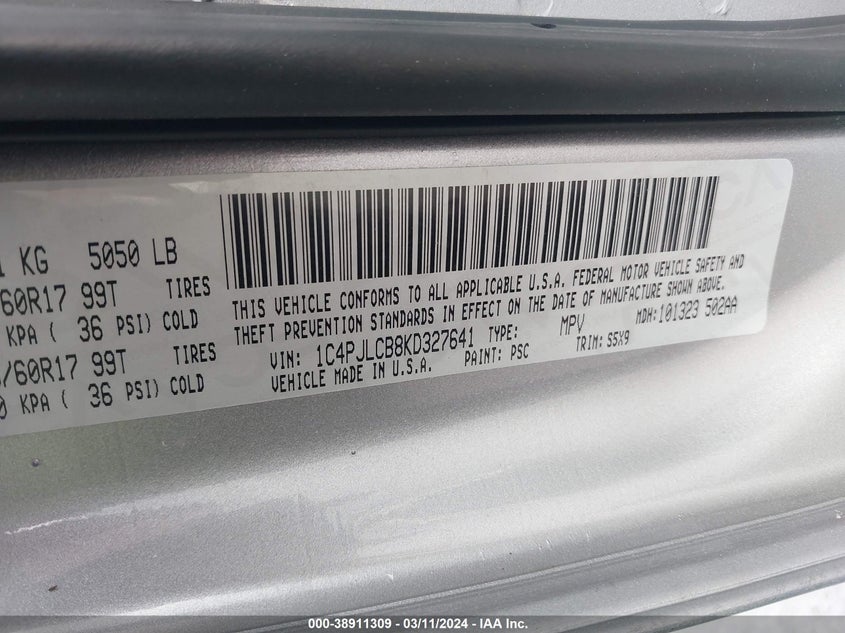 1 KG 5050 LB
/60R17 99T TIRES
KPA ( 36 PSI) COLD
/60R17 99T TIRES
0 KPA ( 36 PSI) COLD
THIS VEHICLE CONFORMS TO ALL APPLICABLE U.S.A. FEDERAL MOTOR VEHICLE SAFETY AND
THEFT PREVENTION STANDARDS IN EFFECT ON THE DATE OF MANUFACTURE SHOWN ABOVE.
VIN: 1C4PJLCB8KD327641 TYPE: MPV MDH: 101323 502AA
VEHICLE MADE IN U.S.A. PAINT: PSC TRIM: S5X9
000-38911309 / 03/11/2024 - IAA Inc.